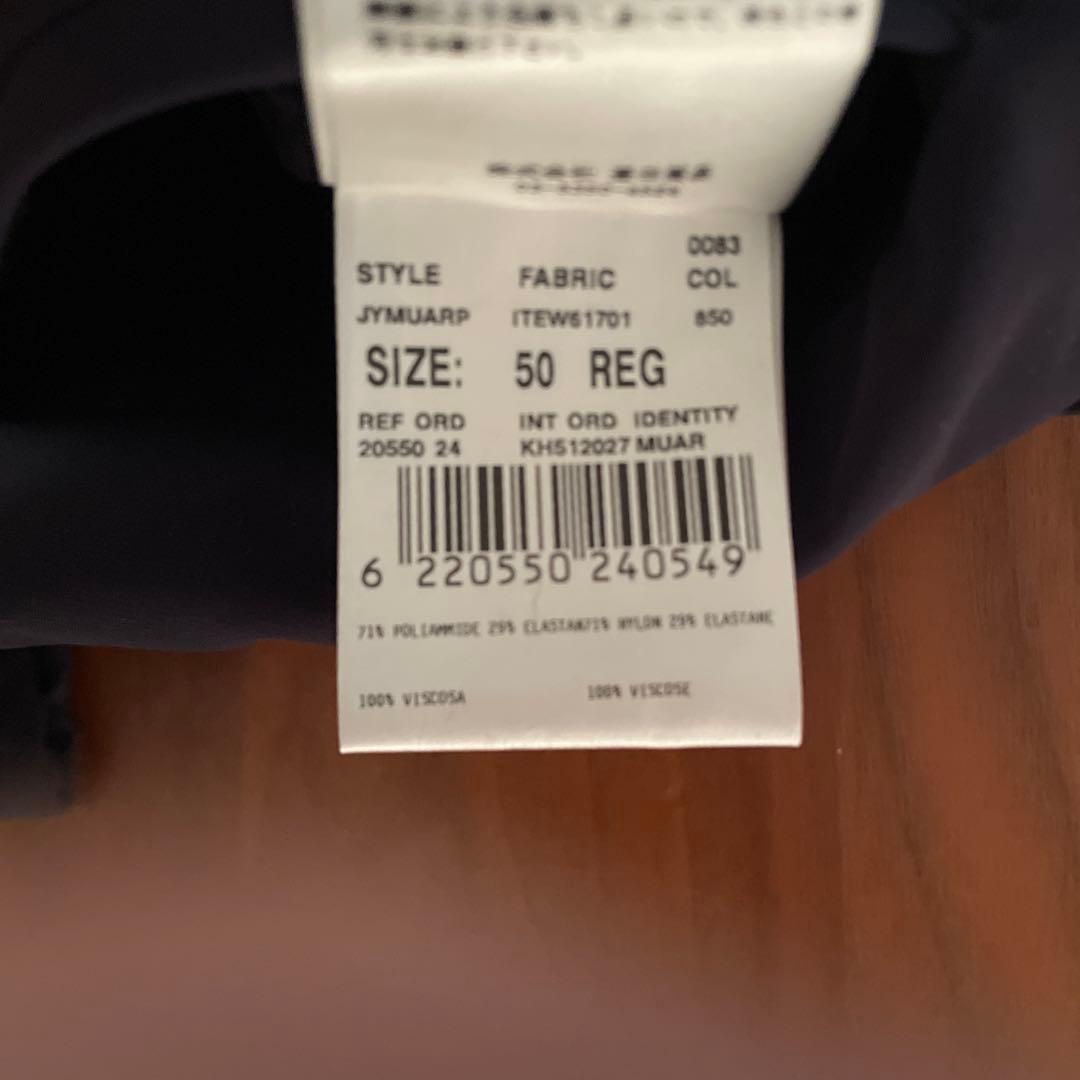 0083
STYLE FABRIC COL
JYMUARP ITEW61701 850
SIZE: 50 REG
REF ORD INT ORD IDENTITY
20550 24 KH512027 MUAR
6 220550 240549
71% POLIAMMIDE 29% ELASTAN71% NYLON 29% ELASTANE
100% VISCOSA 100% VISCOSE